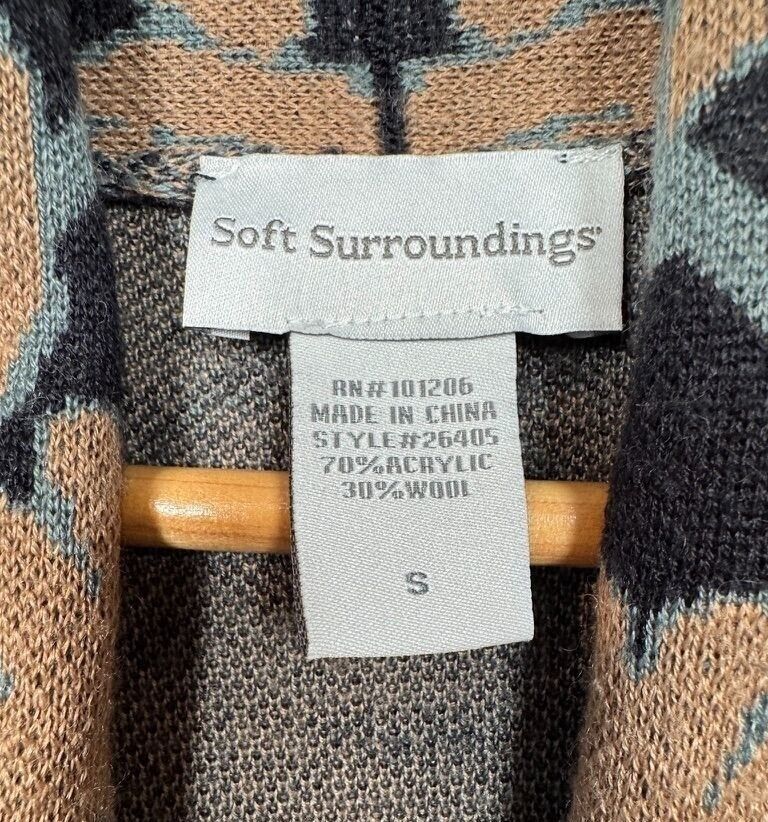 Soft Surroundings®
RN#101206
MADE IN CHINA
STYLE#26405
70%ACRYLIC
30%WOOL
S